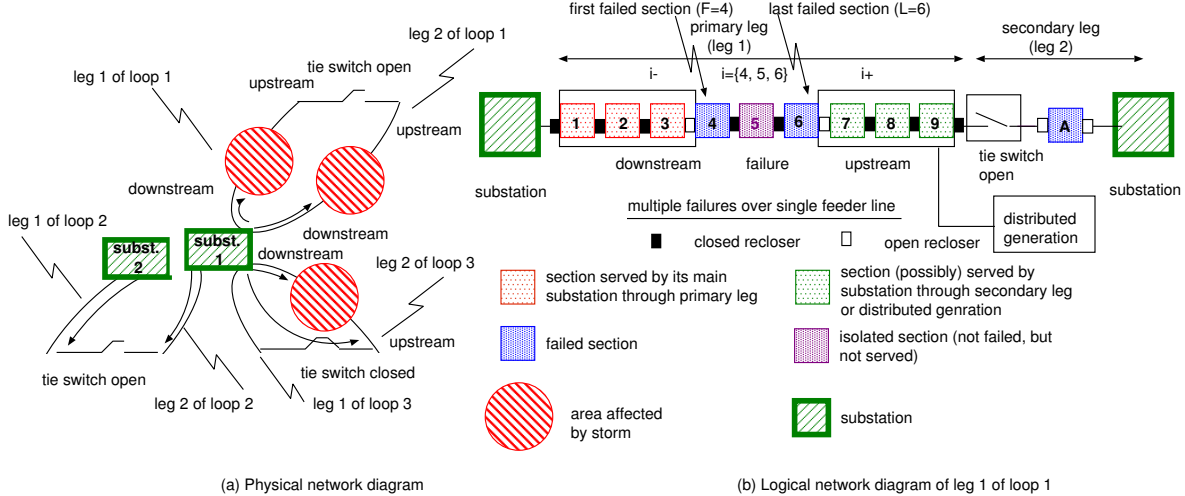 leg 2 of loop 1
tie switch open
leg 1 of loop 1
upstream
upstream
downstream
downstream
leg 1 of loop 2
subst.
2
subst.
1
downstream
leg 2 of loop 3
upstream
tie switch open
tie switch closed
leg 2 of loop 2
leg 1 of loop 3
(a) Physical network diagram
first failed section (F=4)
last failed section (L=6)
primary leg
(leg 1)
secondary leg
(leg 2)
i-
i={4, 5, 6}
i+
1
2
3
4
5
6
7
8
9
A
substation
downstream
failure
upstream
tie switch
open
substation
multiple failures over single feeder line
closed recloser
open recloser
distributed
generation
section served by its main
substation through primary leg
section (possibly) served by
substation through secondary leg
or distributed genration
failed section
isolated section (not failed, but
not served)
area affected
by storm
substation
(b) Logical network diagram of leg 1 of loop 1